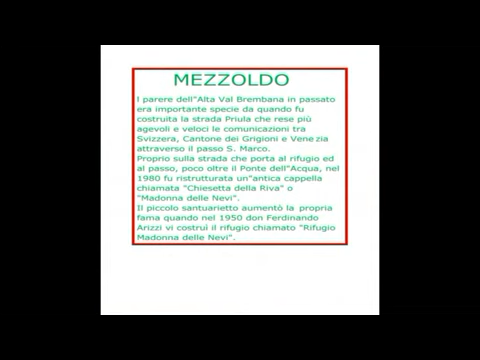 MEZZOLDO
l parere dell"Alta Val Brembana in passato
era importante specie da quando fu
costruita la strada Priula che rese più
agevoli e veloci le comunicazioni tra
Svizzera, Cantone dei Grigioni e Vene zia
attraverso il passo S. Marco.
Proprio sulla strada che porta al rifugio ed
al passo, poco oltre il Ponte dell"Acqua, nel
1980 fu ristrutturata un"antica cappella
chiamata "Chiesetta della Riva" o
"Madonna delle Nevi".
Il piccolo santuarietto aumentò la propria
fama quando nel 1950 don Ferdinando
Arizzi vi costruì il rifugio chiamato "Rifugio
Madonna delle Nevi".